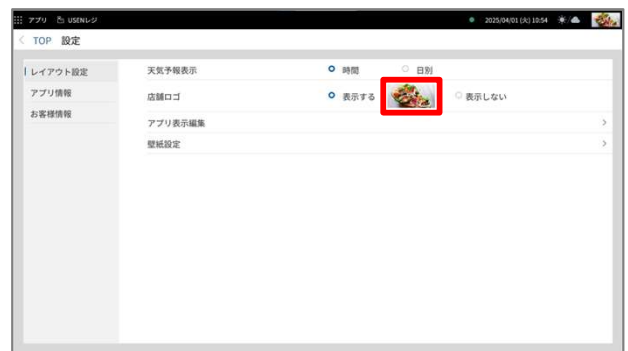 アプリ USENレジ 2025/04/01 (火) 10:54
TOP 設定
レイアウト設定
アプリ情報
お客様情報
天気予報表示 時間 日別
店舗ロゴ 表示する 表示しない
アプリ表示編集
壁紙設定